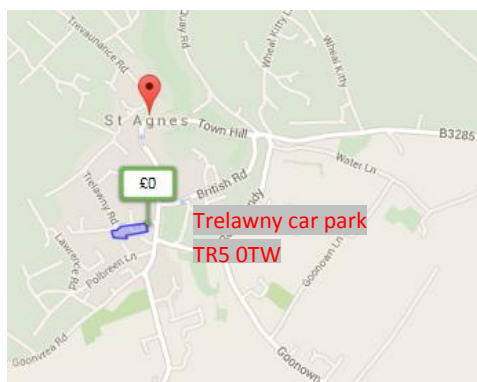 Trevaunance Rd
Quay Rd
Wheal Kitty
Wheal Kitty
St Agnes
Town Hill
B3285
Water Ln
£0
British Rd
Trelawny Rd
Trelawny car park
TR5 0TW
Lawrence Rd
Polbreen Ln
Goonown Ln
Goonvrea Rd
Goonown